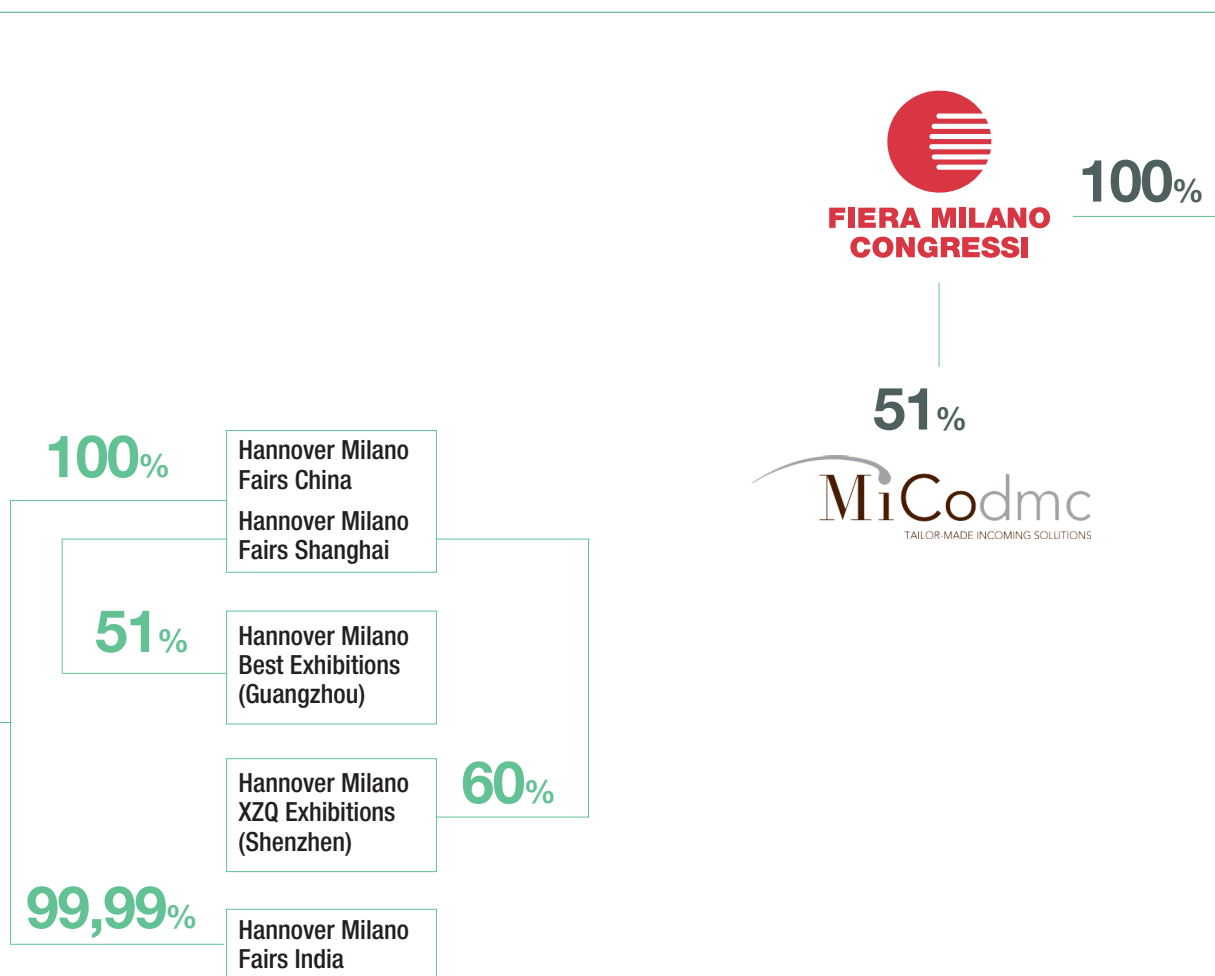 FIERA MILANO
CONGRESSI
100%
51%
MiCodmc
TAILOR-MADE INCOMING SOLUTIONS
100%
Hannover Milano
Fairs China
Hannover Milano
Fairs Shanghai
51%
Hannover Milano
Best Exhibitions
(Guangzhou)
Hannover Milano
XZQ Exhibitions
(Shenzhen)
60%
99,99%
Hannover Milano
Fairs India